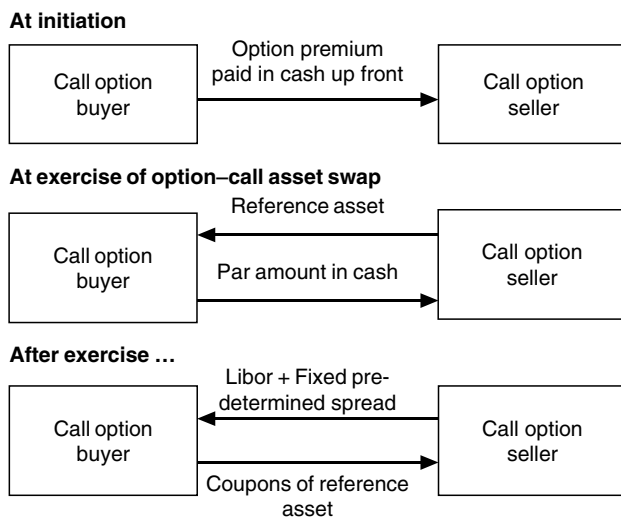 At initiation
Call option
buyer
Option premium
paid in cash up front
Call option
seller
At exercise of option–call asset swap
Call option
buyer
Reference asset
Par amount in cash
Call option
seller
After exercise ...
Call option
buyer
Libor + Fixed pre-
determined spread
Coupons of reference
asset
Call option
seller